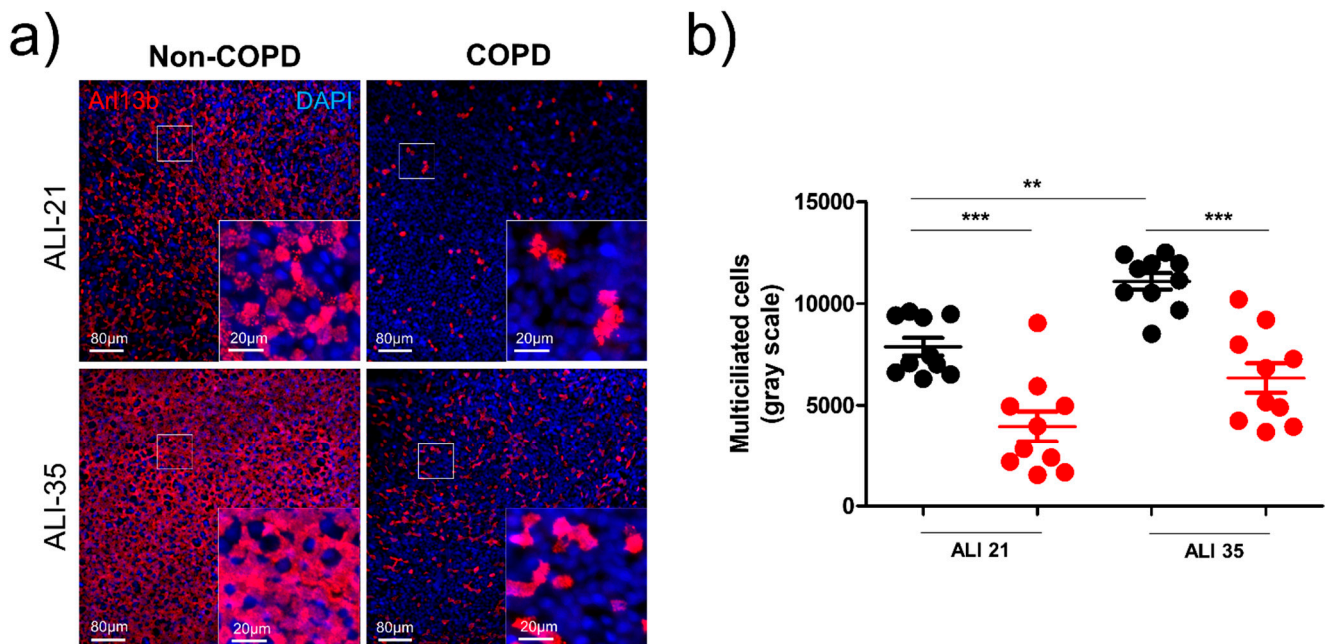 a)
Non-COPD
COPD
ALI-21
Arl13b
DAPI
80µm
20µm
80µm
20µm
ALI-35
80µm
20µm
80µm
20µm
b)
Multiciliated cells
(gray scale)
15000
10000
5000
0
**
***
***
ALI 21
ALI 35